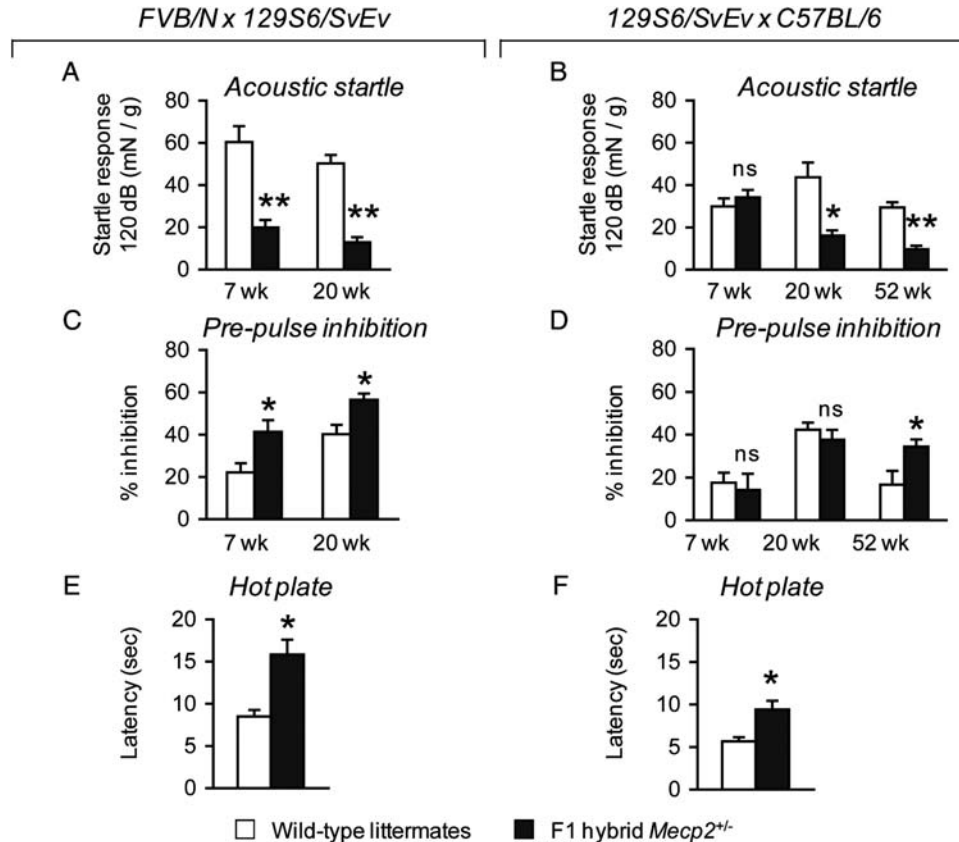 FVB/N x 129S6/SvEv
129S6/SvEv x C57BL/6
A
Acoustic startle
Startle response
120 dB (mN / g)
80
60
40
20
0
**
**
7 wk
20 wk
B
Acoustic startle
Startle response
120 dB (mN / g)
80
60
40
20
0
ns
*
**
7 wk
20 wk
52 wk
C
Pre-pulse inhibition
% inhibition
80
60
40
20
0
*
*
7 wk
20 wk
D
Pre-pulse inhibition
% inhibition
80
60
40
20
0
ns
ns
*
7 wk
20 wk
52 wk
E
Hot plate
Latency (sec)
20
15
10
5
0
*
F
Hot plate
Latency (sec)
20
15
10
5
0
*
Wild-type littermates
F1 hybrid Mecp2+/-